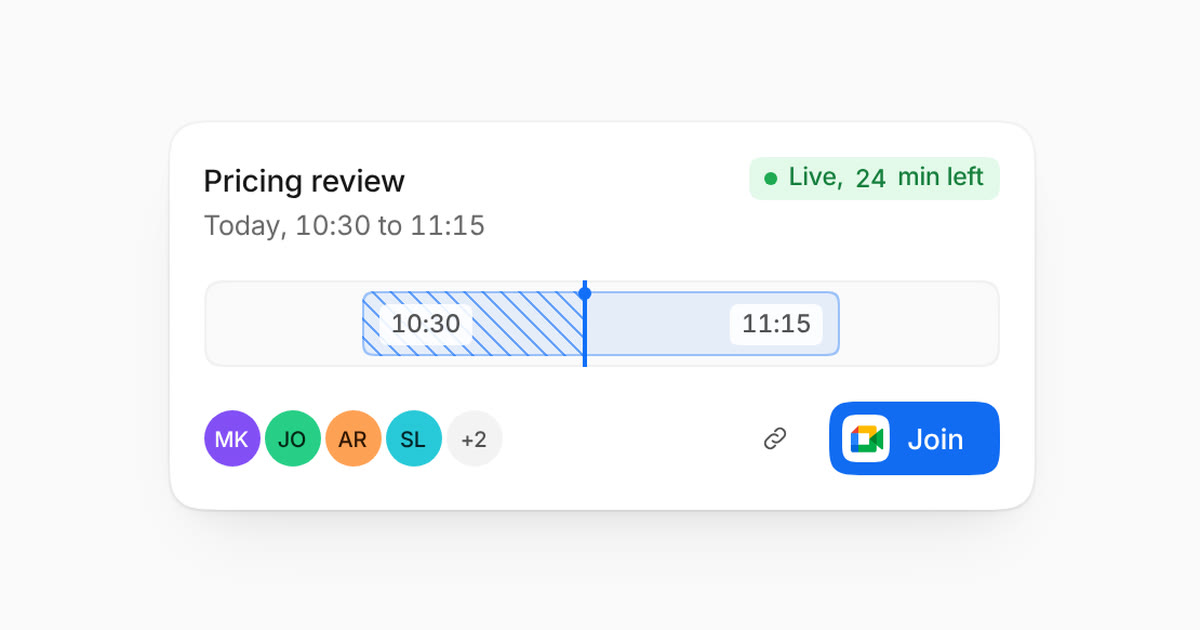 Pricing review
Live, 24 min left
Today, 10:30 to 11:15
10:30
11:15
MK JO AR SL +2
Join